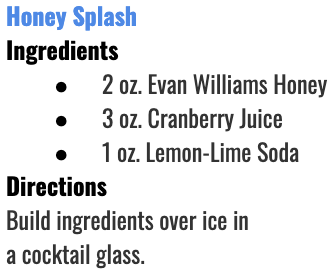 Honey Splash
Ingredients
● 2 oz. Evan Williams Honey
● 3 oz. Cranberry Juice
● 1 oz. Lemon-Lime Soda
Directions
Build ingredients over ice in
a cocktail glass.